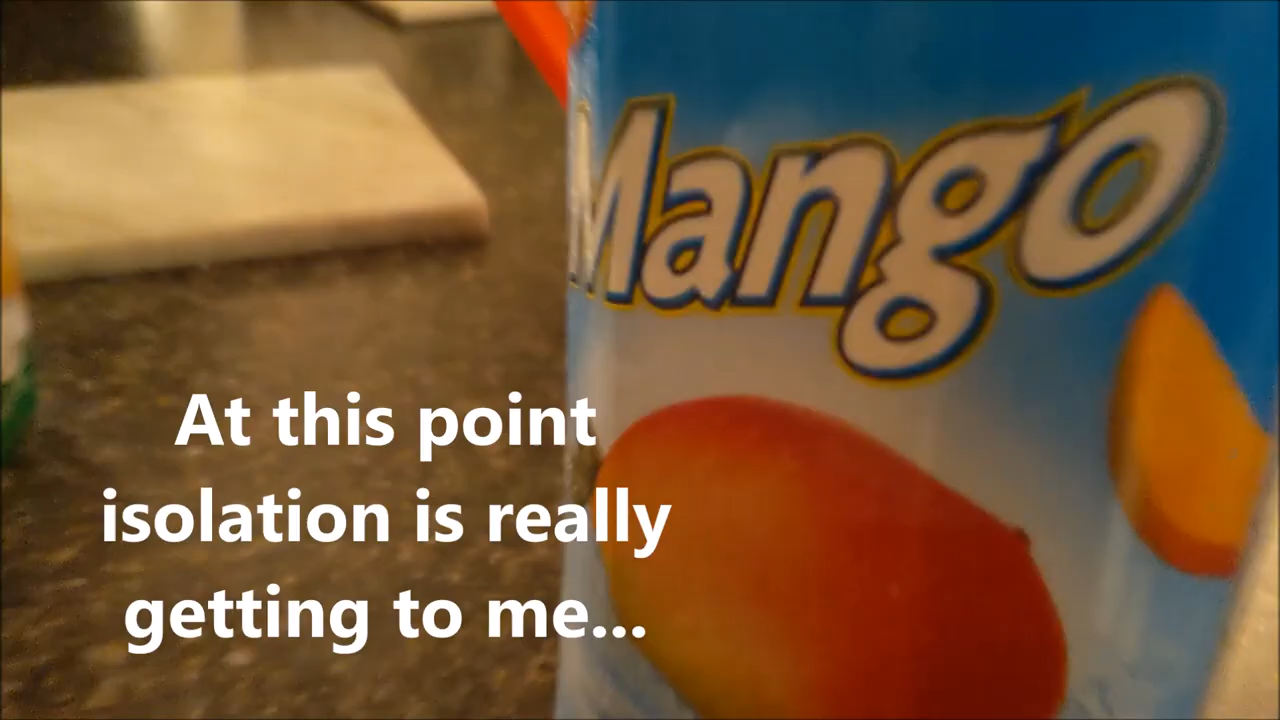 Mango
At this point
isolation is really
getting to me...